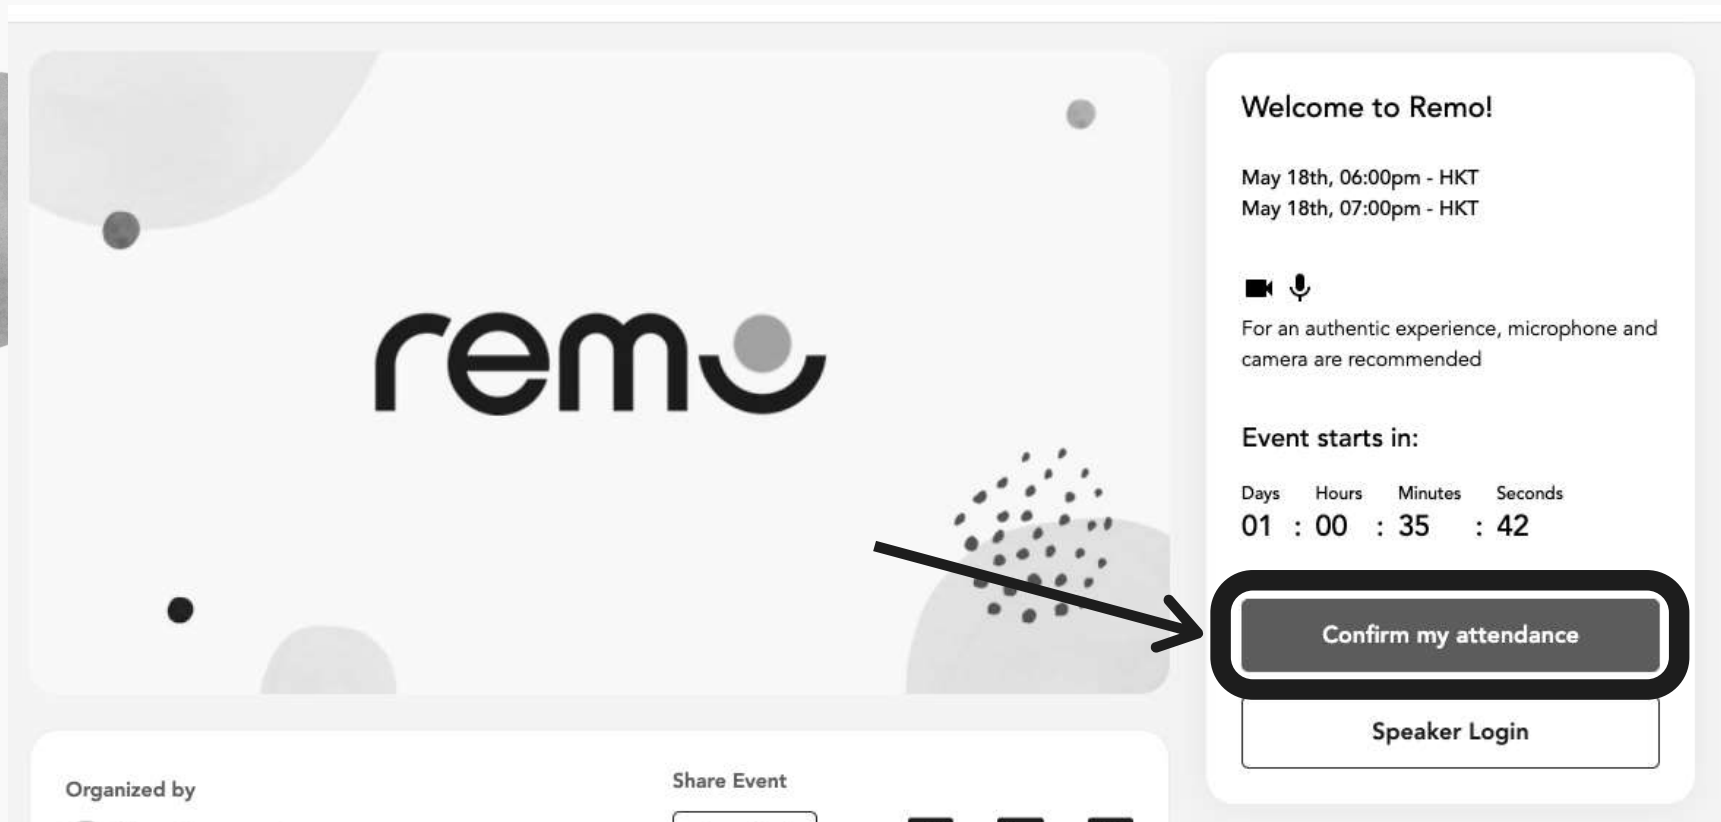 remo
Welcome to Remo!
May 18th, 06:00pm - HKT
May 18th, 07:00pm - HKT
For an authentic experience, microphone and
camera are recommended
Event starts in:
Days Hours Minutes Seconds
01 : 00 : 35 : 42
Confirm my attendance
Speaker Login
Organized by
Share Event